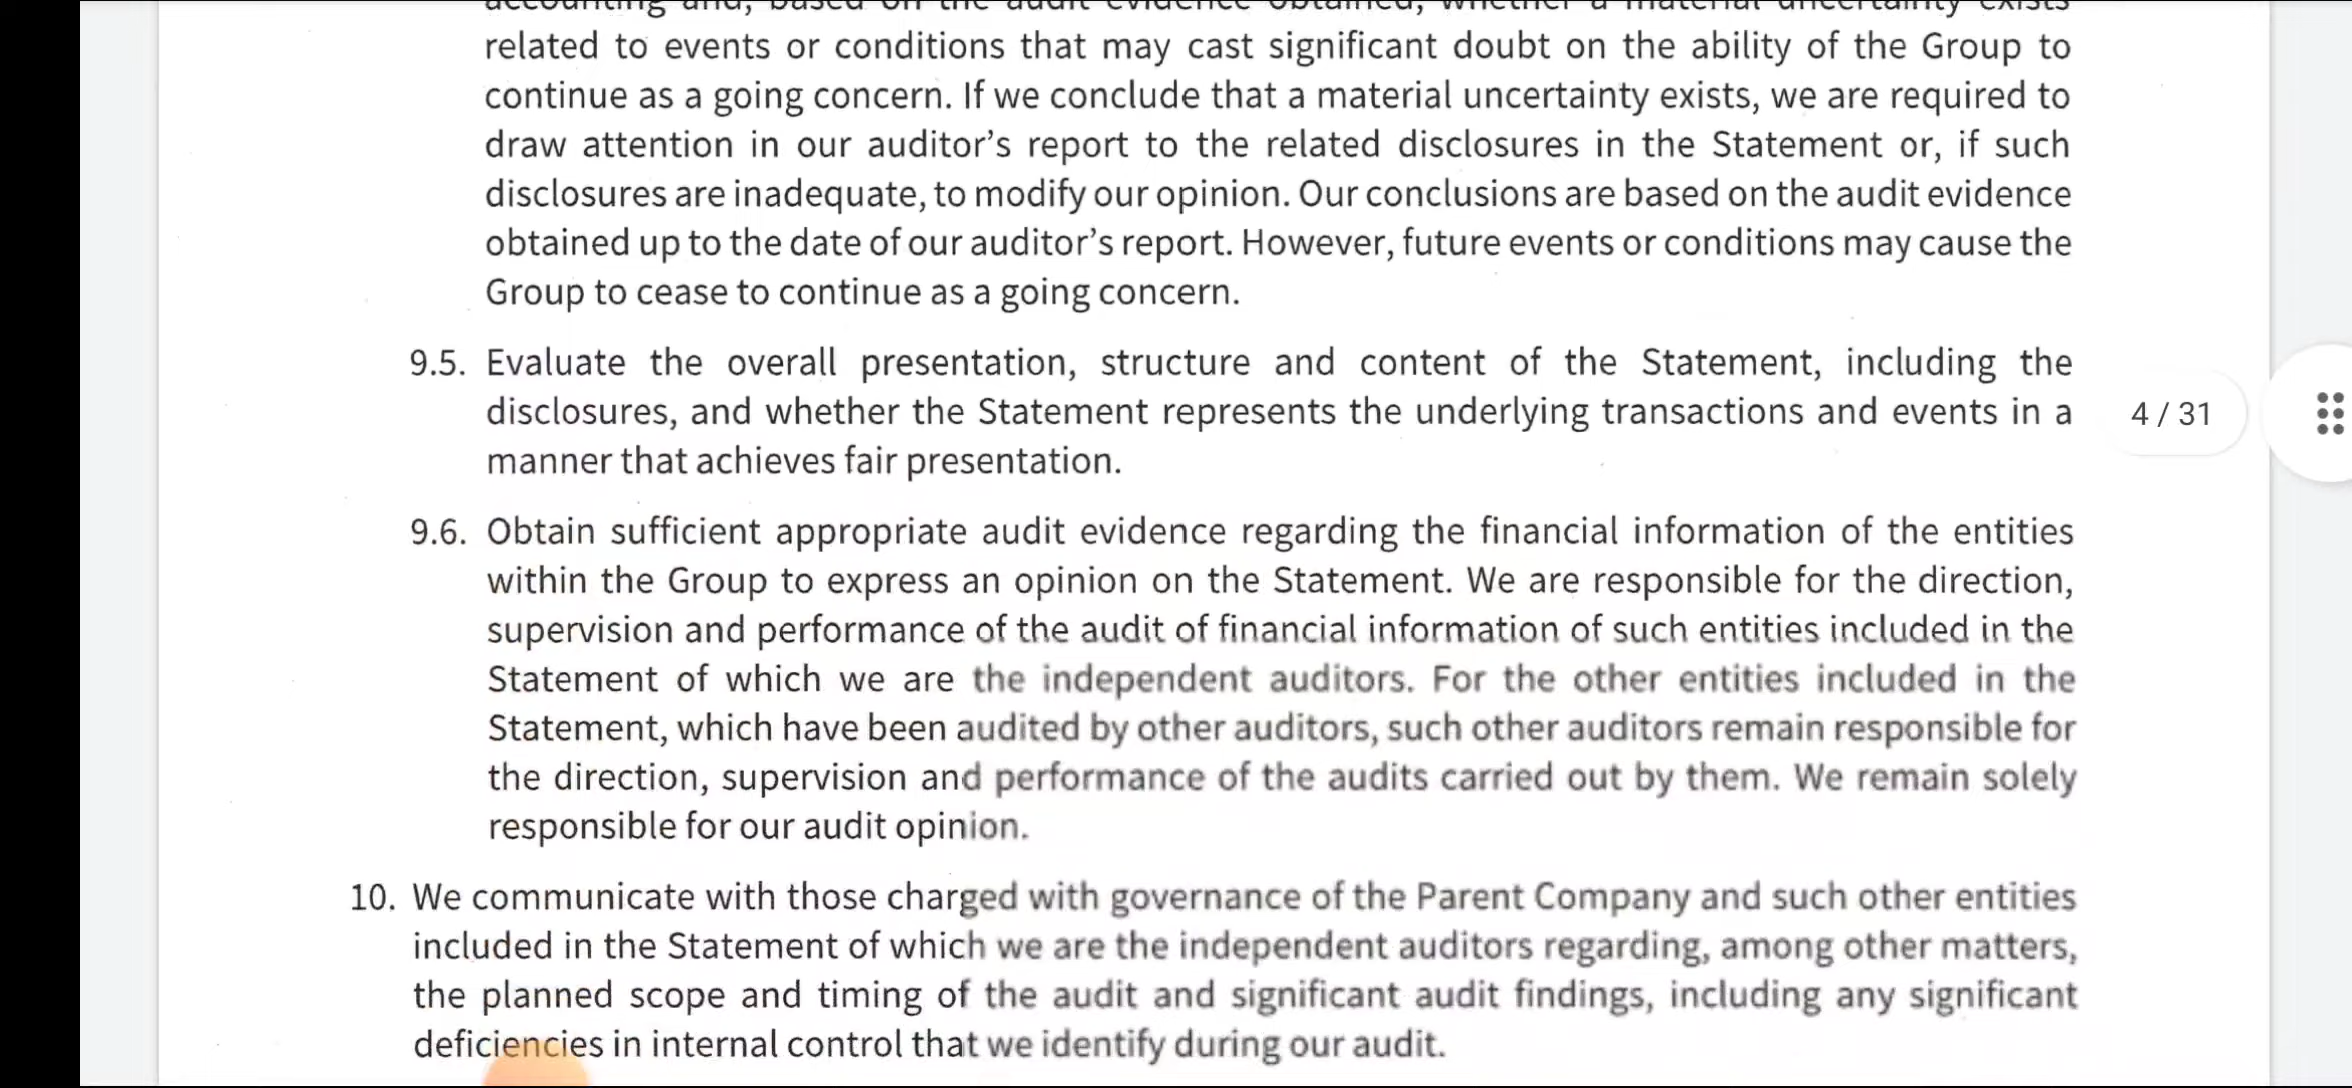 accounting and, based on the audit evidence obtained, whether a material uncertainty exists
related to events or conditions that may cast significant doubt on the ability of the Group to
continue as a going concern. If we conclude that a material uncertainty exists, we are required to
draw attention in our auditor’s report to the related disclosures in the Statement or, if such
disclosures are inadequate, to modify our opinion. Our conclusions are based on the audit evidence
obtained up to the date of our auditor’s report. However, future events or conditions may cause the
Group to cease to continue as a going concern.
9.5. Evaluate the overall presentation, structure and content of the Statement, including the
disclosures, and whether the Statement represents the underlying transactions and events in a
manner that achieves fair presentation.
4 / 31
9.6. Obtain sufficient appropriate audit evidence regarding the financial information of the entities
within the Group to express an opinion on the Statement. We are responsible for the direction,
supervision and performance of the audit of financial information of such entities included in the
Statement of which we are the independent auditors. For the other entities included in the
Statement, which have been audited by other auditors, such other auditors remain responsible for
the direction, supervision and performance of the audits carried out by them. We remain solely
responsible for our audit opinion.
10. We communicate with those charged with governance of the Parent Company and such other entities
included in the Statement of which we are the independent auditors regarding, among other matters,
the planned scope and timing of the audit and significant audit findings, including any significant
deficiencies in internal control that we identify during our audit.